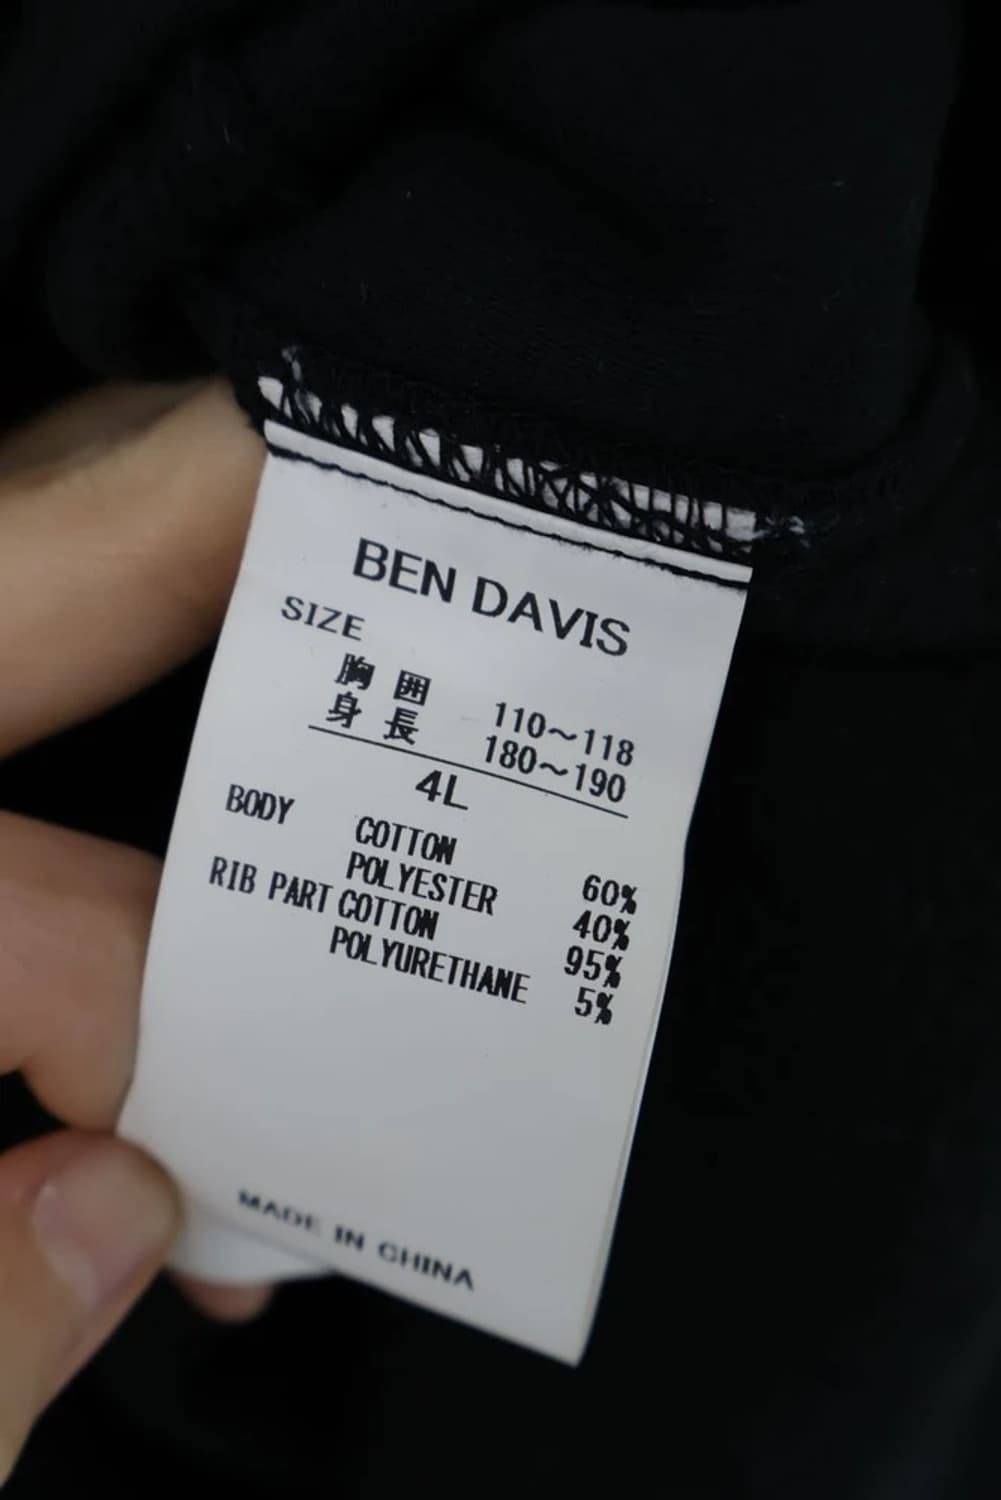 BEN DAVIS
SIZE
胸 囲 110～118
身 長 180～190
4L
BODY COTTON 60%
POLYESTER 40%
RIB PART COTTON 95%
POLYURETHANE 5%
MADE IN CHINA